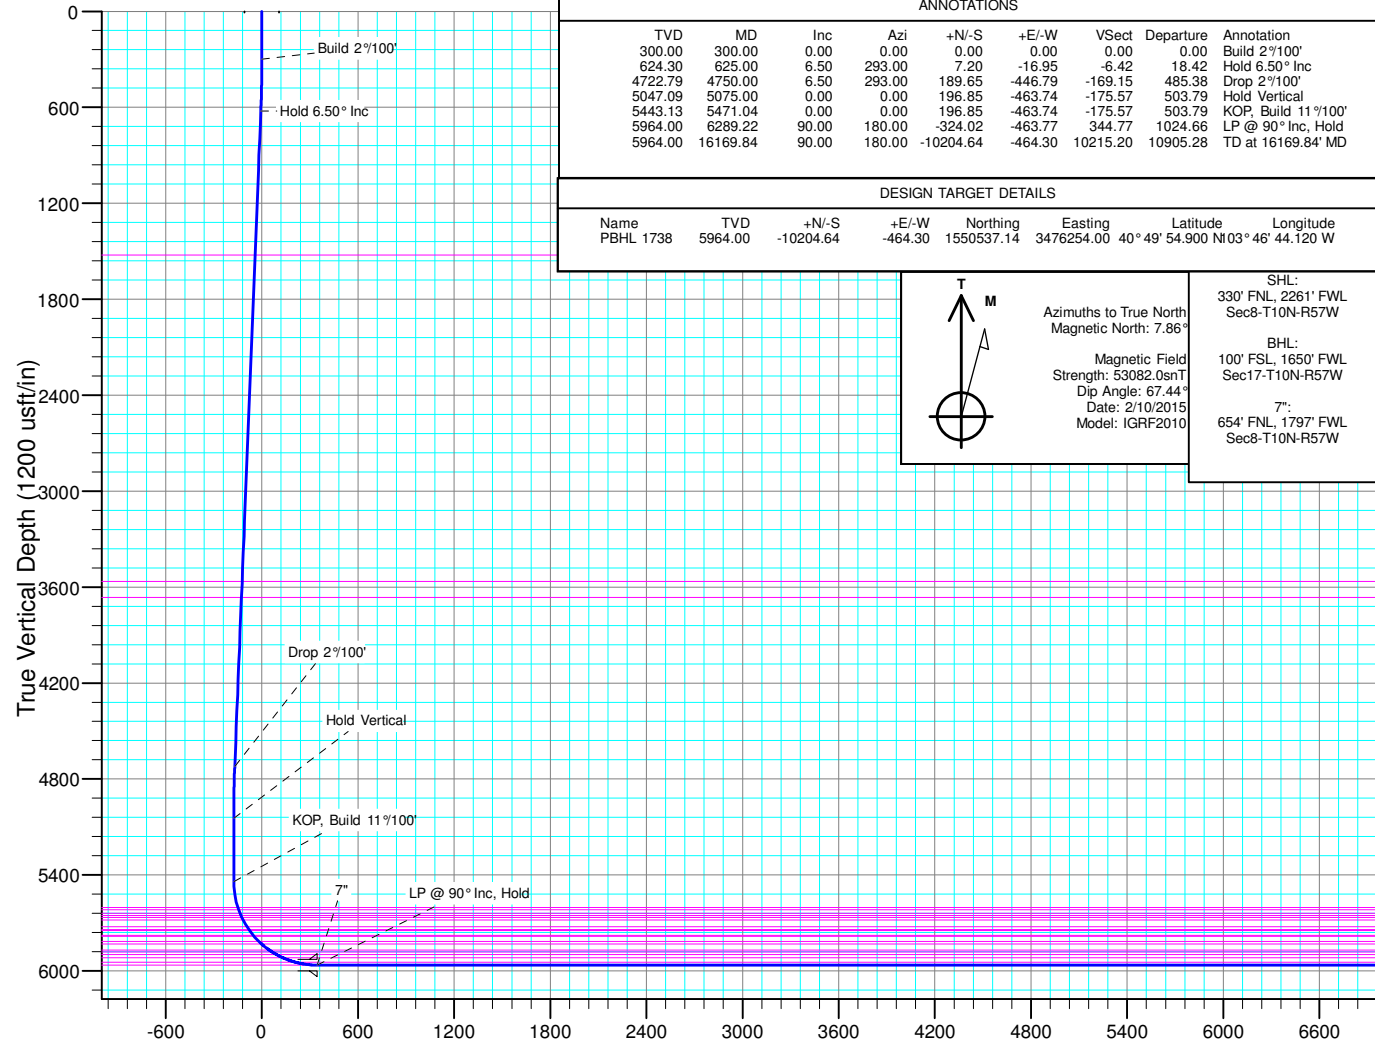 ANNOTATIONS
TVD MD Inc Azi +N/-S +E/-W VSect Departure Annotation
300.00 300.00 0.00 0.00 0.00 0.00 0.00 0.00 Build 2°/100'
624.30 625.00 6.50 293.00 7.20 -16.95 -6.42 18.42 Hold 6.50° Inc
4722.79 4750.00 6.50 293.00 189.65 -446.79 -169.15 485.38 Drop 2°/100'
5047.09 5075.00 0.00 0.00 196.85 -463.74 -175.57 503.79 Hold Vertical
5443.13 5471.04 0.00 0.00 196.85 -463.74 -175.57 503.79 KOP, Build 11°/100'
5964.00 6289.22 90.00 180.00 -324.02 -463.77 344.77 1024.66 LP @ 90° Inc, Hold
5964.00 16169.84 90.00 180.00 -10204.64 -464.30 10215.20 10905.28 TD at 16169.84' MD
DESIGN TARGET DETAILS
Name TVD +N/-S +E/-W Northing Easting Latitude Longitude
PBHL 1738 5964.00 -10204.64 -464.30 1550537.14 3476254.00 40° 49' 54.900 N103° 46' 44.120 W
T
M
Azimuths to True North
Magnetic North: 7.86°
Magnetic Field
Strength: 53082.0snT
Dip Angle: 67.44°
Date: 2/10/2015
Model: IGRF2010
SHL:
330' FNL, 2261' FWL
Sec8-T10N-R57W
BHL:
100' FSL, 1650' FWL
Sec17-T10N-R57W
7":
654' FNL, 1797' FWL
Sec8-T10N-R57W
True Vertical Depth (1200 usft/in)
0
600
1200
1800
2400
3000
3600
4200
4800
5400
6000
Build 2°/100'
Hold 6.50° Inc
Drop 2°/100'
Hold Vertical
KOP, Build 11°/100'
7"
LP @ 90° Inc, Hold
-600 0 600 1200 1800 2400 3000 3600 4200 4800 5400 6000 6600